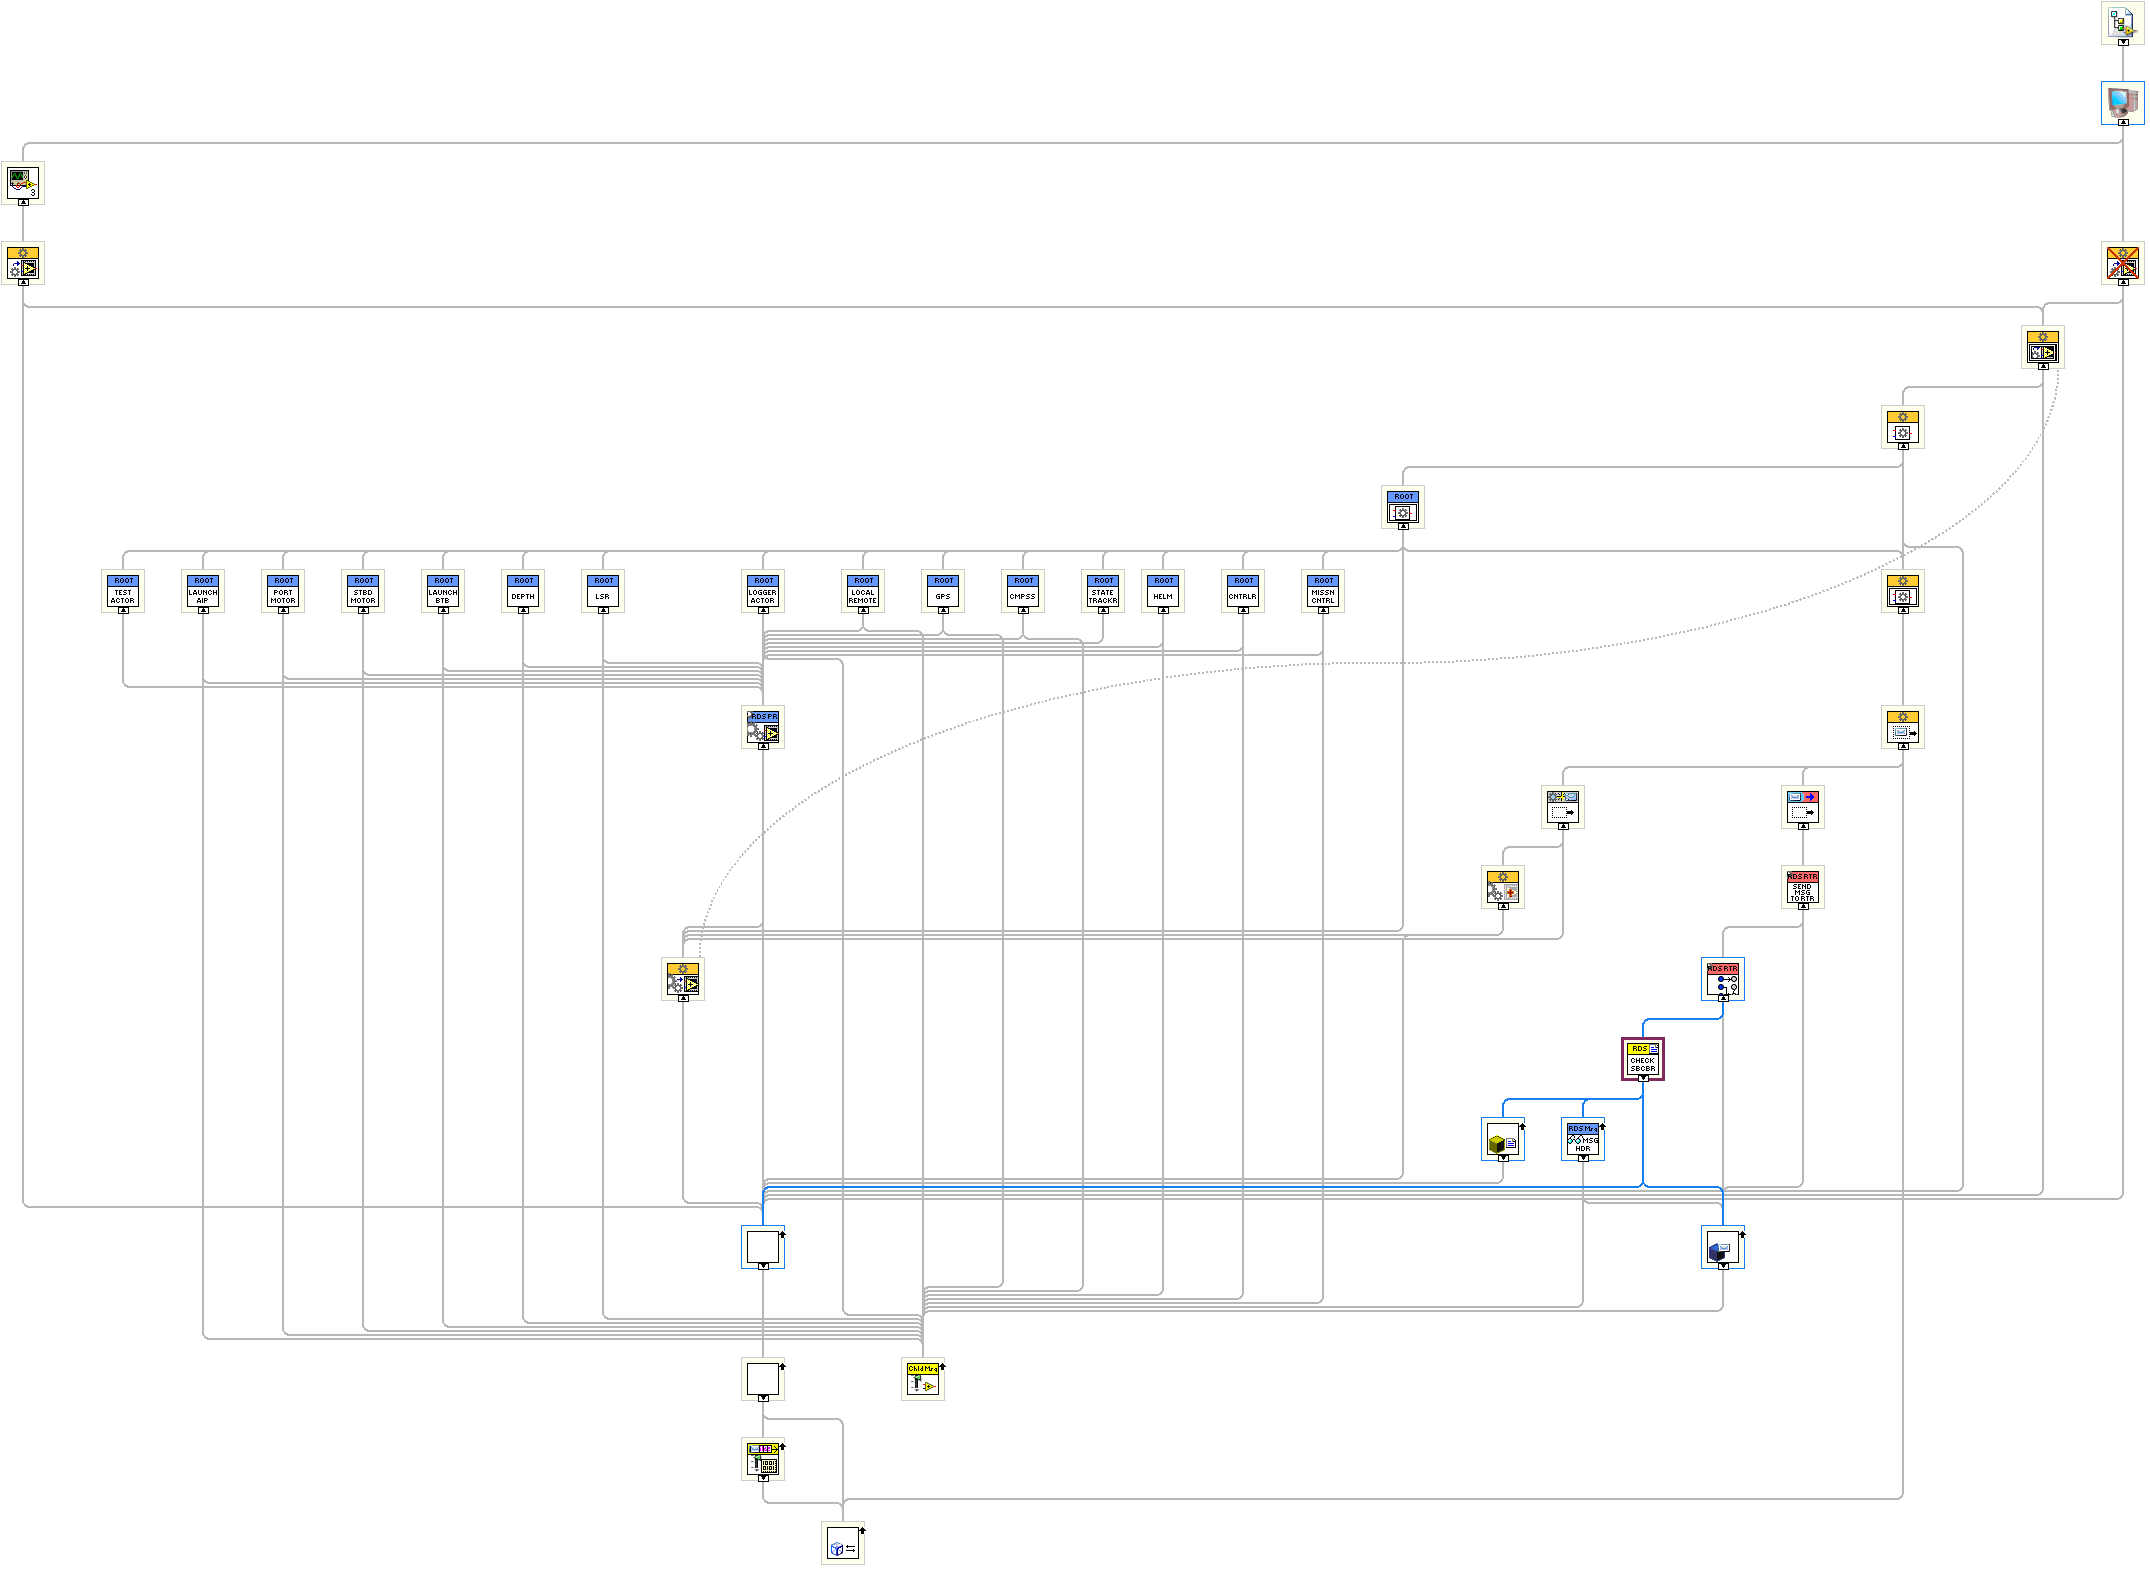 3
ROOT
ROOT
TEST
ACTOR
ROOT
LAUNCH
AIP
ROOT
PORT
MOTOR
ROOT
STBD
MOTOR
ROOT
LAUNCH
BTB
ROOT
DEPTH
ROOT
LSR
ROOT
LOGGER
ACTOR
ROOT
LOCAL
REMOTE
ROOT
GPS
ROOT
CMPSS
ROOT
STATE
TRACKR
ROOT
HELM
ROOT
CNTRLR
ROOT
MISSN
CNTRL
RDS PR
RDS RTR
SEND
MSG
TO RTR
RDS RTR
RDS
CHECK
SBCBR
RDS Msg
MSG
HDR
Chld Msg